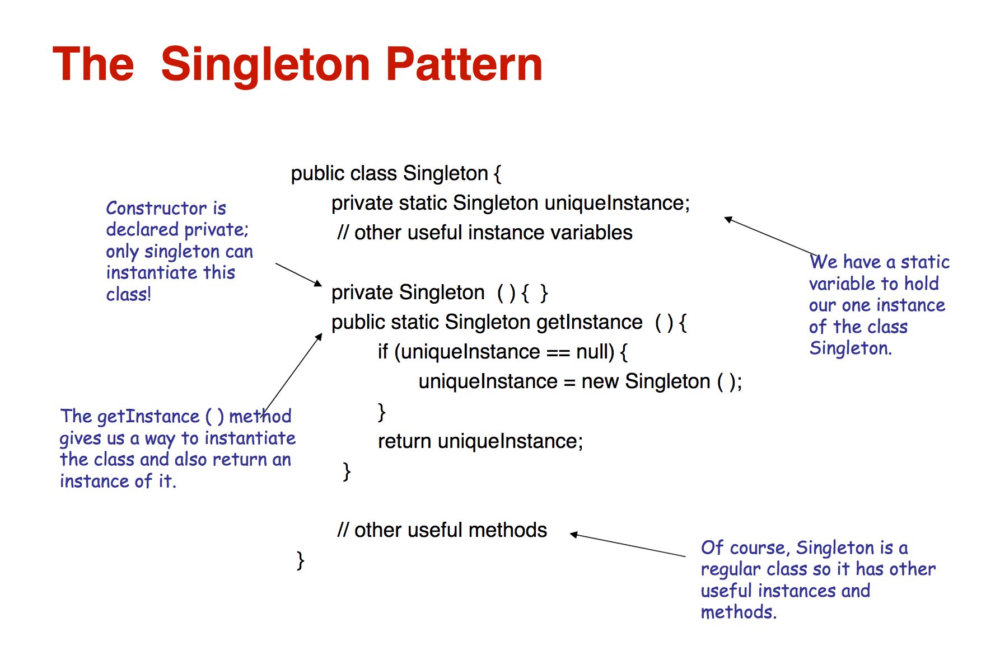 The  Singleton Pattern
public class Singleton {
private static Singleton uniqueInstance;
// other useful instance variables
private Singleton  ( ) {  }
public static Singleton getInstance  ( ) {
if (uniqueInstance == null) {
uniqueInstance = new Singleton ( );
}
return uniqueInstance;
}
// other useful methods
}
Constructor is
declared private;
only singleton can
instantiate this
class!
The getInstance ( ) method
gives us a way to instantiate
the class and also return an
instance of it.
We have a static
variable to hold
our one instance
of the class
Singleton.
Of course, Singleton is a
regular class so it has other
useful instances and
methods.